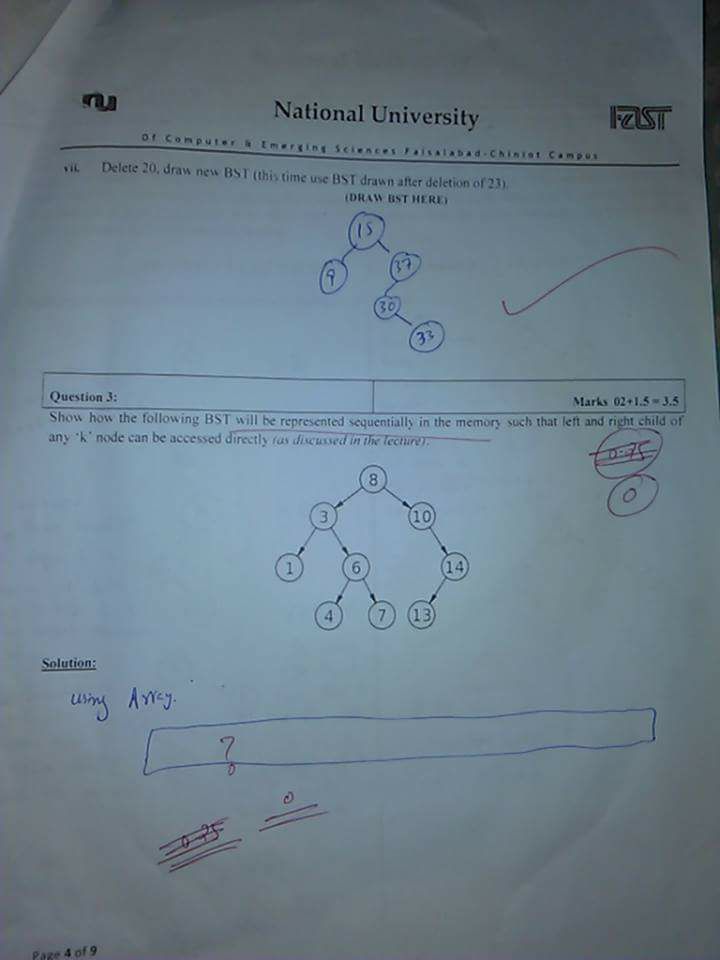 nu
National University
FAST
Of Computer & Emerging Sciences Faisalabad-Chiniot Campus
vii. Delete 20, draw new BST (this time use BST drawn after deletion of 23).
(DRAW BST HERE)
15
9 37
30
33
Question 3: Marks 02+1.5 = 3.5
Show how the following BST will be represented sequentially in the memory such that left and right child of
any ‘k’ node can be accessed directly (as discussed in the lecture).
0.75
0
8
3 10
1 6 14
4 7 13
Solution:
using Array.
?
0
0.75
Page 4 of 9